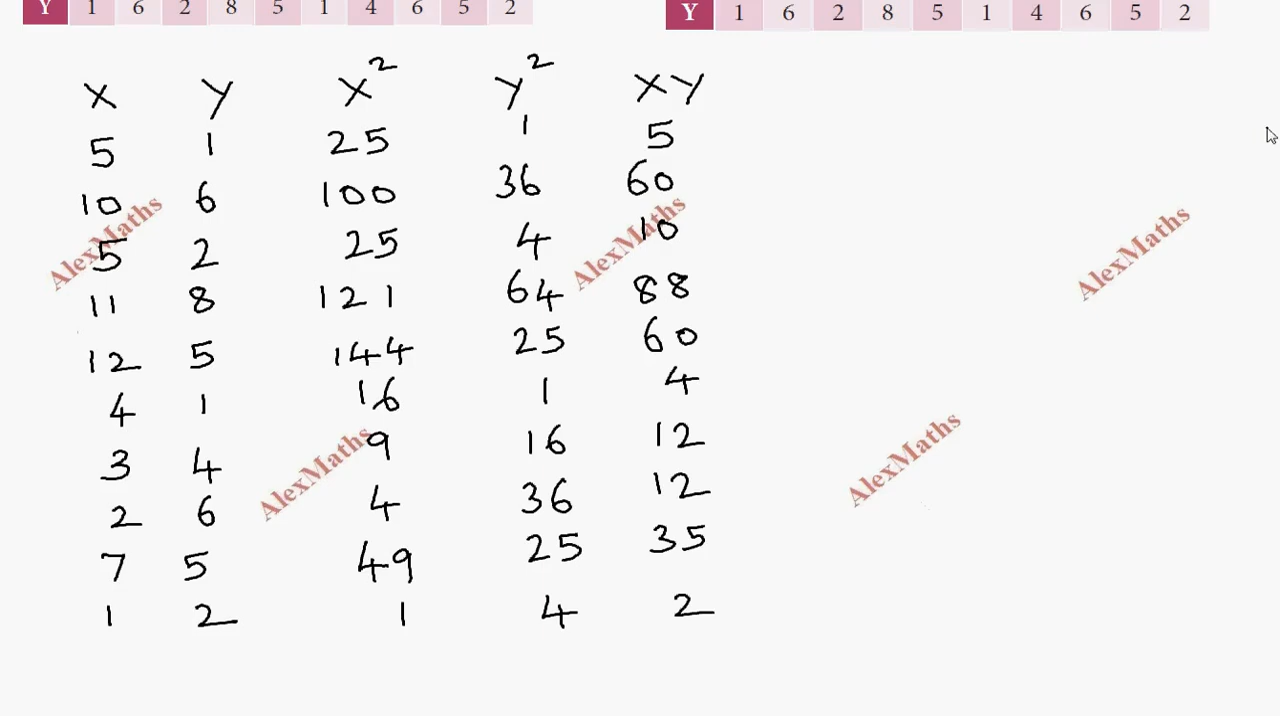 Y 1 6 2 8 5 1 4 6 5 2
Y 1 6 2 8 5 1 4 6 5 2
X Y X² Y² XY
5 1 25 1 5
10 6 100 36 60
5 2 25 4 10
11 8 121 64 88
12 5 144 25 60
4 1 16 1 4
3 4 9 16 12
2 6 4 36 12
7 5 49 25 35
1 2 1 4 2
AlexMaths
AlexMaths
AlexMaths
AlexMaths
AlexMaths